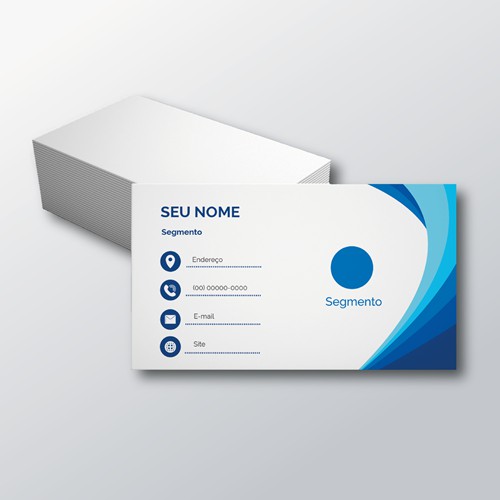 SEU NOME
Segmento
Endereço
(00) 00000-0000
E-mail
Site
Segmento